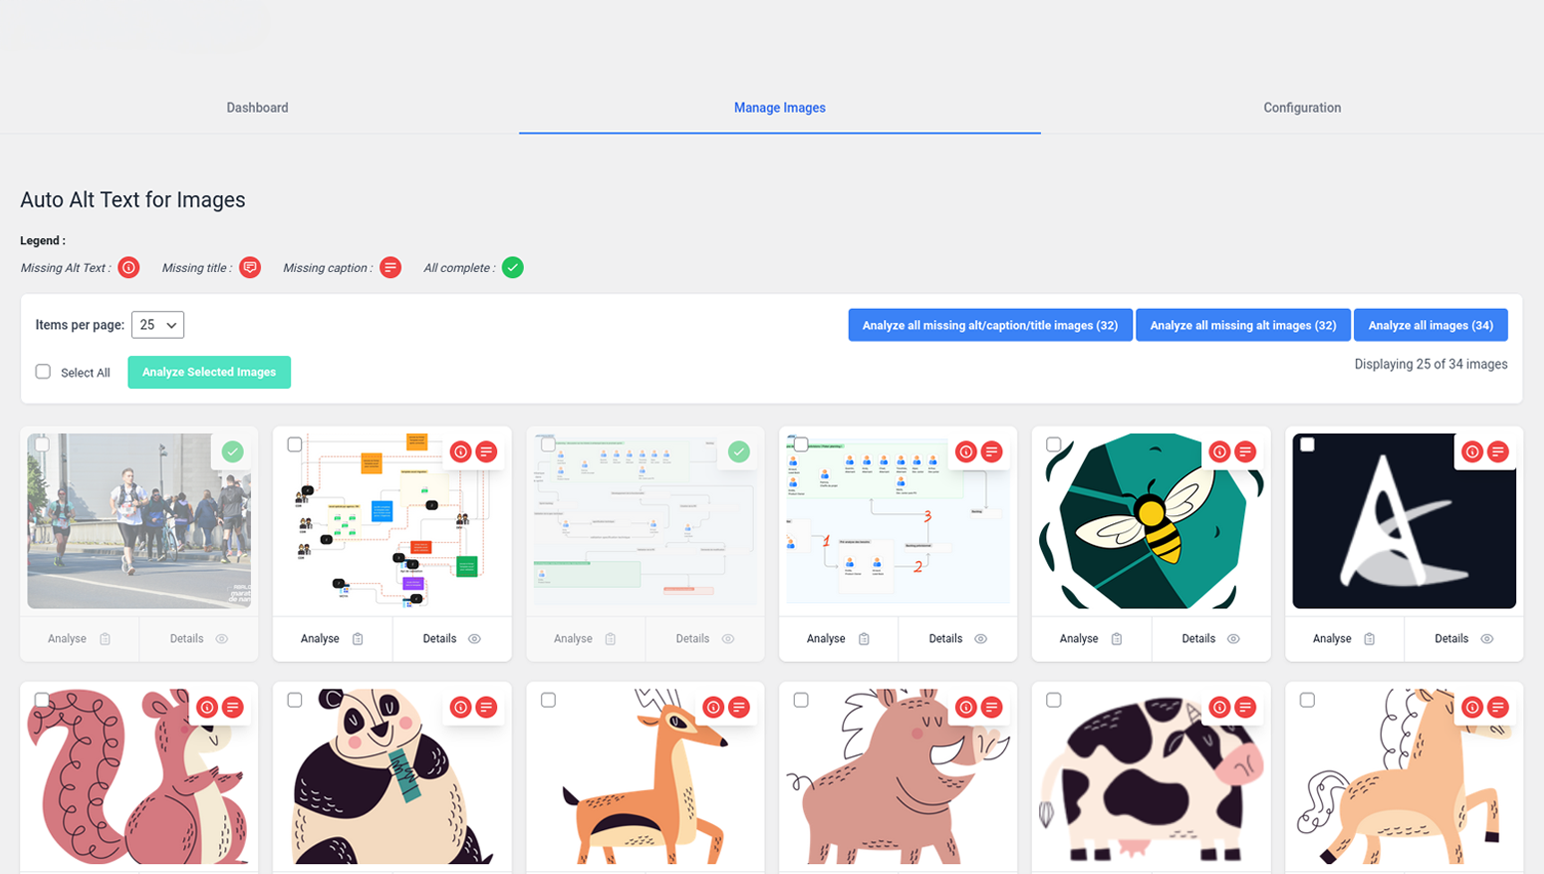 Dashboard
Manage Images
Configuration
Auto Alt Text for Images
Legend :
Missing Alt Text :
Missing title :
Missing caption :
All complete :
Items per page: 25
Analyze all missing alt/caption/title images (32)
Analyze all missing alt images (32)
Analyze all images (34)
Select All
Analyze Selected Images
Displaying 25 of 34 images
3
1
2
Analyse Details
Analyse Details
Analyse Details
Analyse Details
Analyse Details
Analyse Details